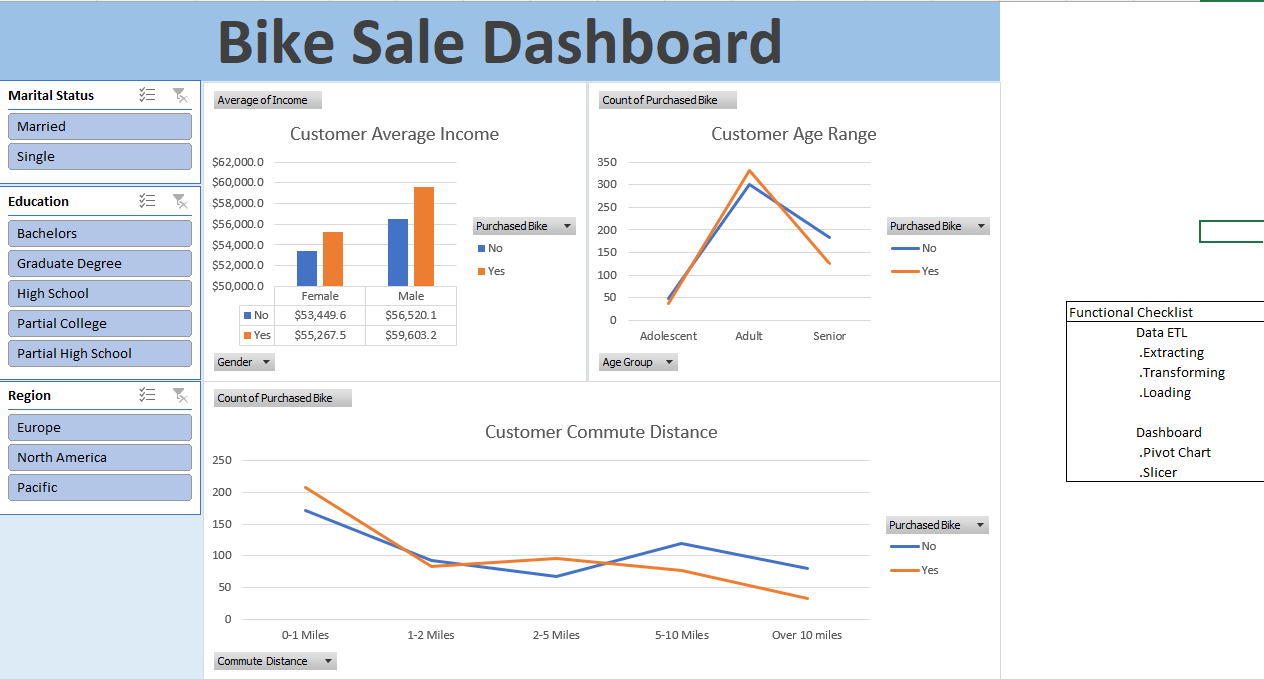 Bike Sale Dashboard
Marital Status
Married
Single
Education
Bachelors
Graduate Degree
High School
Partial College
Partial High School
Region
Europe
North America
Pacific
Average of Income
Customer Average Income
$62,000.0
$60,000.0
$58,000.0
$56,000.0
$54,000.0
$52,000.0
$50,000.0
Female Male
No $53,449.6 $56,520.1
Yes $55,267.5 $59,603.2
Purchased Bike
No
Yes
Gender
Count of Purchased Bike
Customer Age Range
350
300
250
200
150
100
50
0
Adolescent Adult Senior
Purchased Bike
No
Yes
Age Group
Count of Purchased Bike
Customer Commute Distance
250
200
150
100
50
0
0-1 Miles 1-2 Miles 2-5 Miles 5-10 Miles Over 10 miles
Purchased Bike
No
Yes
Commute Distance
Functional Checklist
Data ETL
.Extracting
.Transforming
.Loading
Dashboard
.Pivot Chart
.Slicer